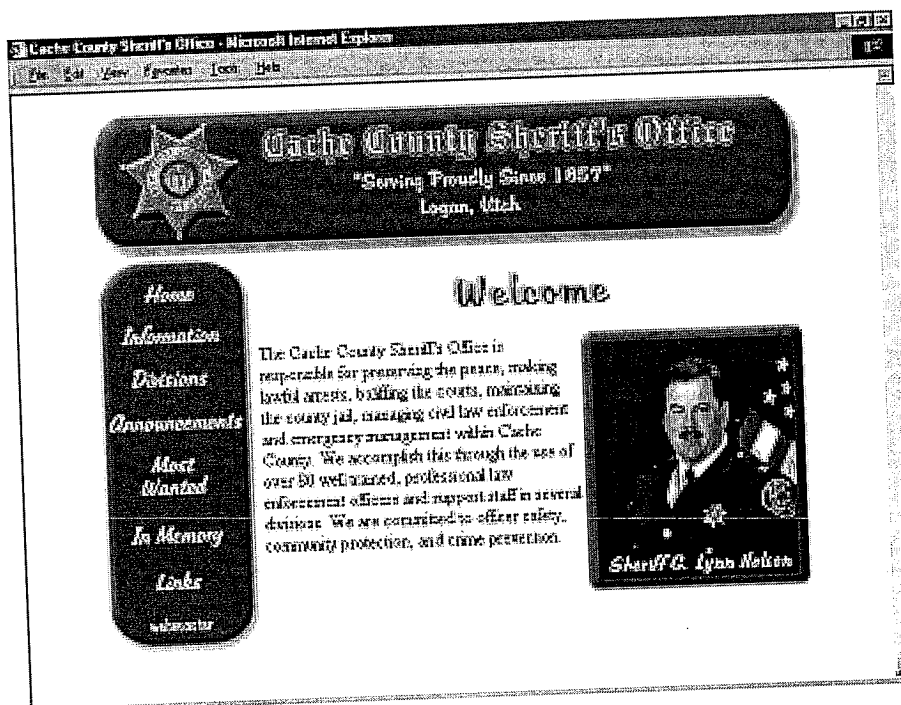 Cache County Sheriff's Office - Microsoft Internet Explorer
File Edit View Favorites Tools Help
Cache County Sheriff's Office
"Serving Proudly Since 1857"
Logan, Utah
Home
Information
Divisions
Announcements
Most
Wanted
In Memory
Links
webmaster
Welcome
The Cache County Sheriff's Office is
responsible for preserving the peace, making
lawful arrests, bailiffing the courts, maintaining
the county jail, managing civil law enforcement
and emergency management within Cache
County. We accomplish this through the use of
over 80 well trained, professional law
enforcement officers and support staff in several
divisions. We are committed to officer safety,
community protection, and crime prevention.
Sheriff G. Lynn Nelson